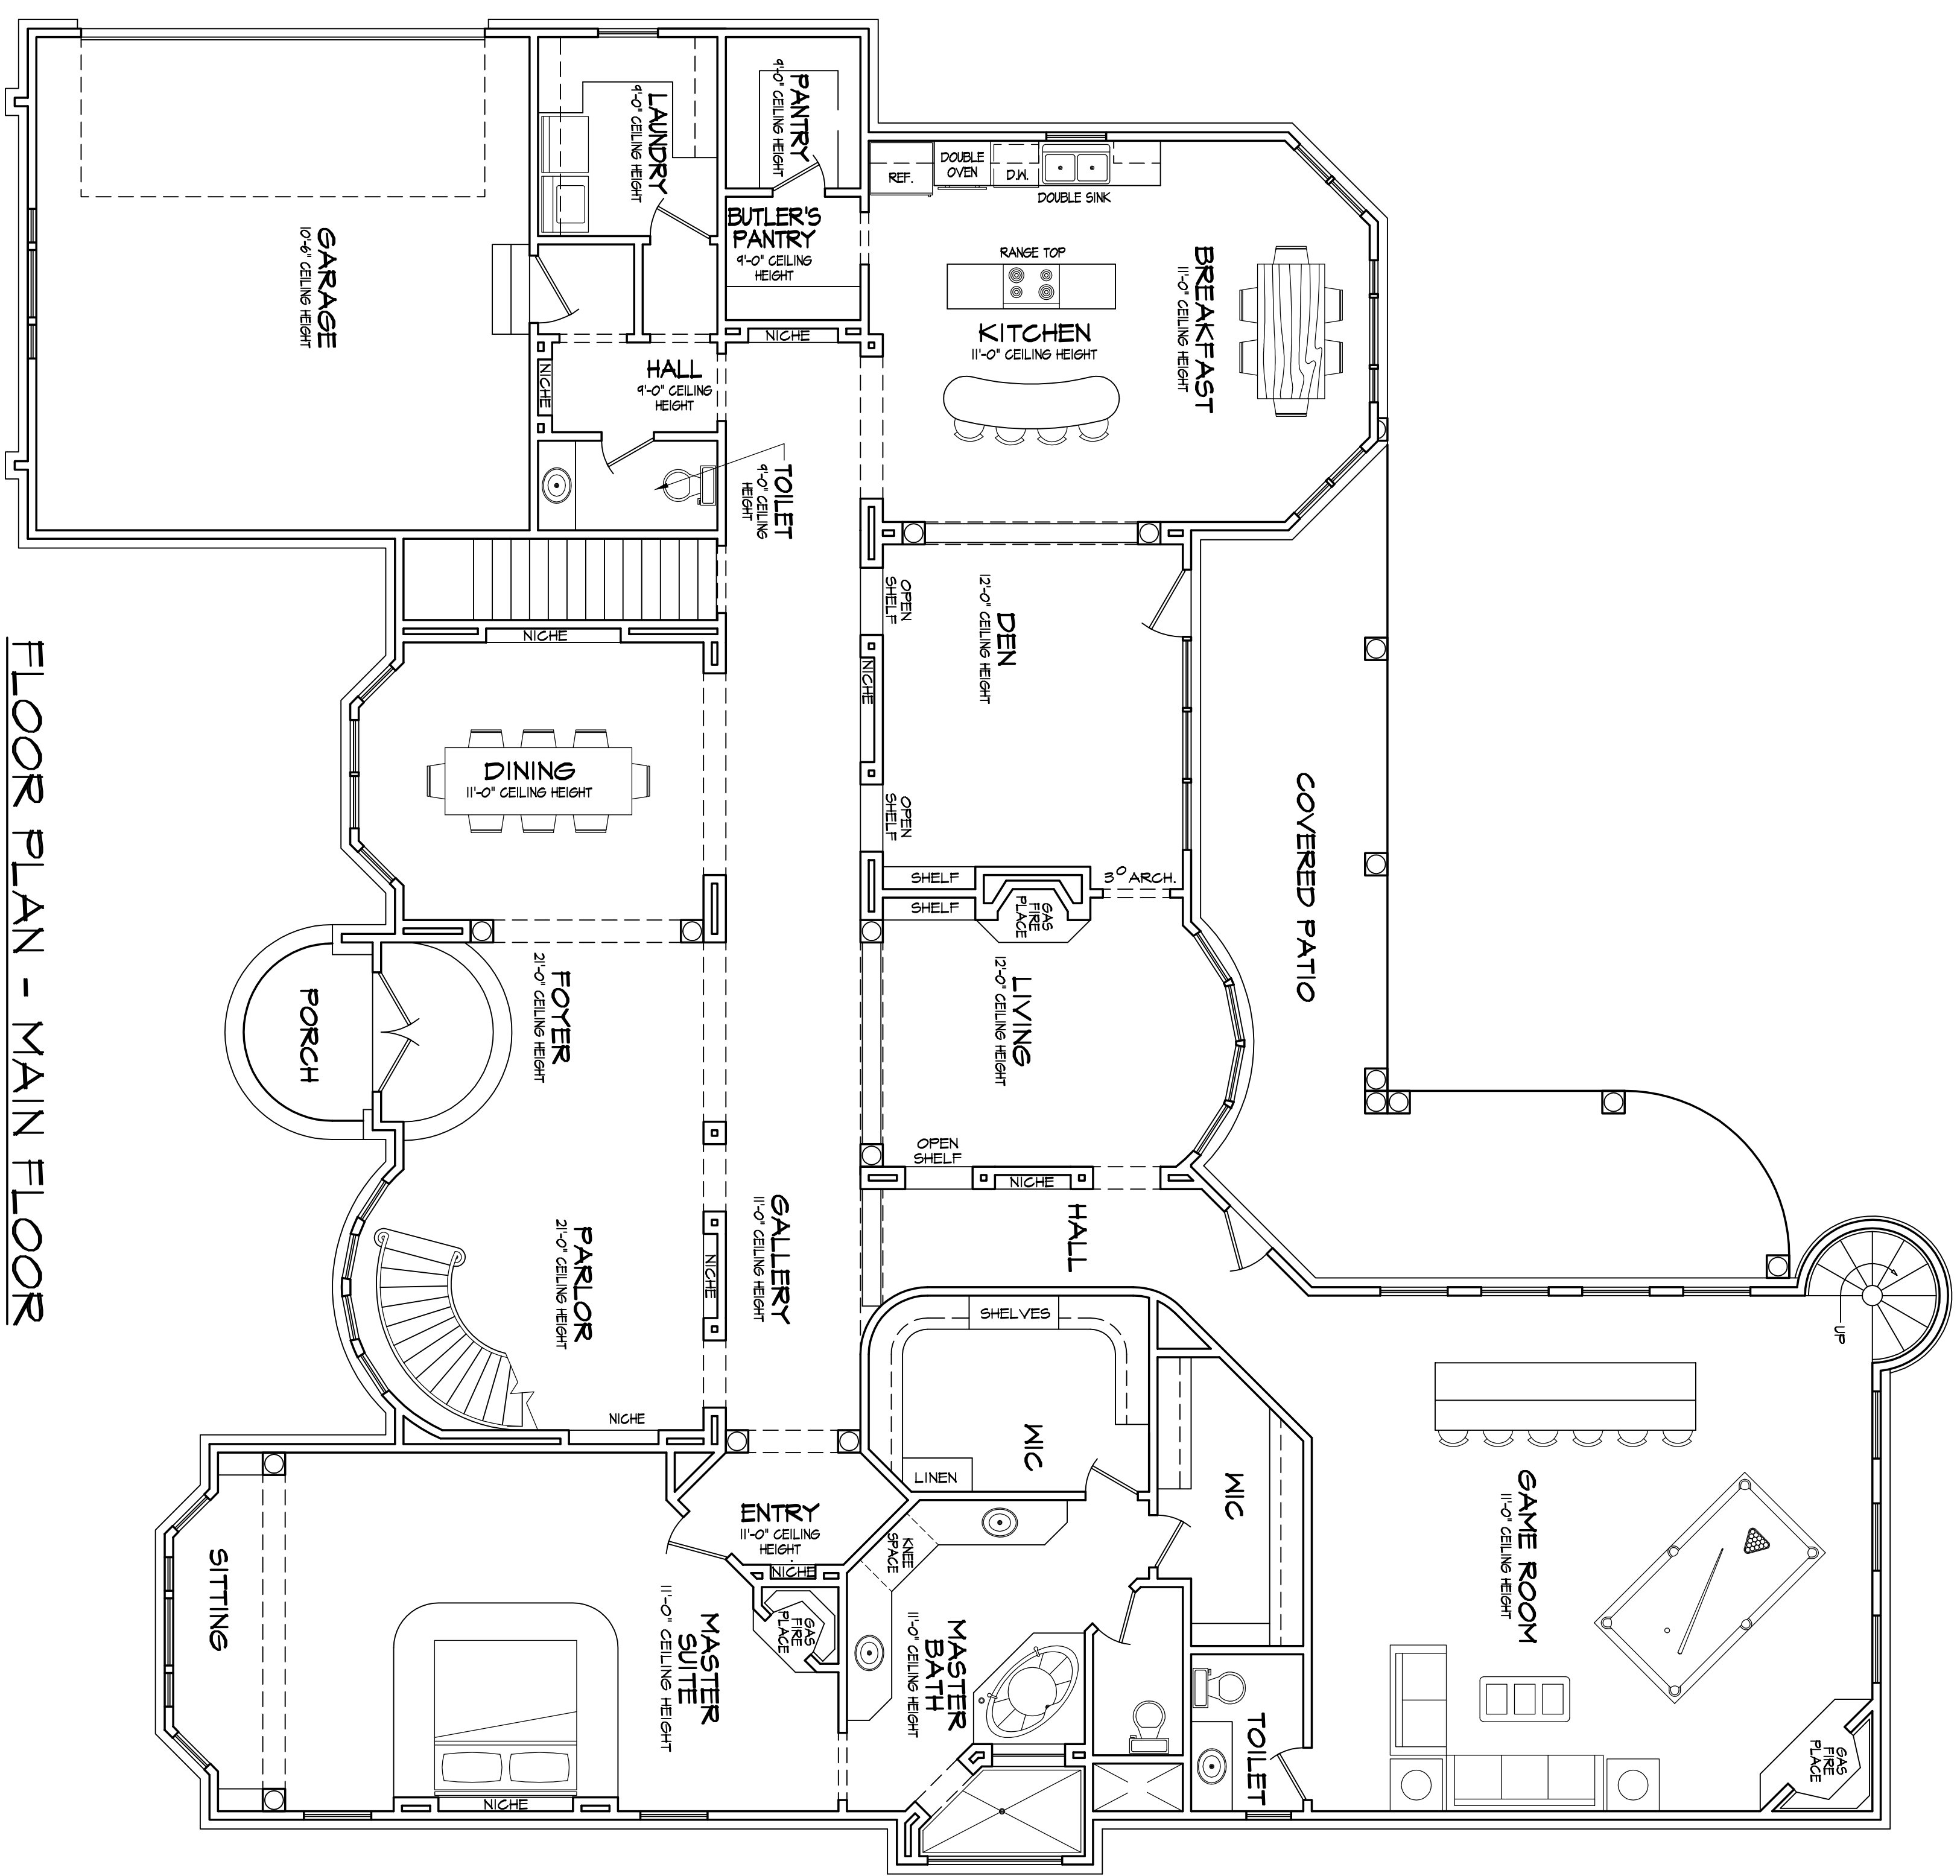 PANTRY
9'-0" CEILING HEIGHT
LAUNDRY
9'-0" CEILING HEIGHT
BUTLER'S
PANTRY
9'-0" CEILING
HEIGHT
REF.
DOUBLE
OVEN
D.W.
DOUBLE SINK
RANGE TOP
KITCHEN
11'-0" CEILING HEIGHT
BREAKFAST
11'-0" CEILING HEIGHT
GARAGE
10'-6" CEILING HEIGHT
NICHE
NICHE
HALL
9'-0" CEILING
HEIGHT
TOILET
9'-0" CEILING
HEIGHT
OPEN
SHELF
DEN
12'-0" CEILING HEIGHT
NICHE
NICHE
OPEN
SHELF
DINING
11'-0" CEILING HEIGHT
COVERED PATIO
SHELF
SHELF
3⁰ ARCH.
GAS
FIRE
PLACE
FOYER
21'-0" CEILING HEIGHT
PORCH
LIVING
12'-0" CEILING HEIGHT
OPEN
SHELF
NICHE
HALL
GALLERY
11'-0" CEILING HEIGHT
NICHE
PARLOR
21'-0" CEILING HEIGHT
NICHE
UP
SHELVES
WIC
LINEN
WIC
ENTRY
11'-0" CEILING
HEIGHT
NICHE
KNEE
SPACE
GAS
FIRE
PLACE
GAME ROOM
11'-0" CEILING HEIGHT
SITTING
MASTER
SUITE
11'-0" CEILING HEIGHT
MASTER
BATH
11'-0" CEILING HEIGHT
TOILET
GAS
FIRE
PLACE
NICHE
FLOOR PLAN - MAIN FLOOR